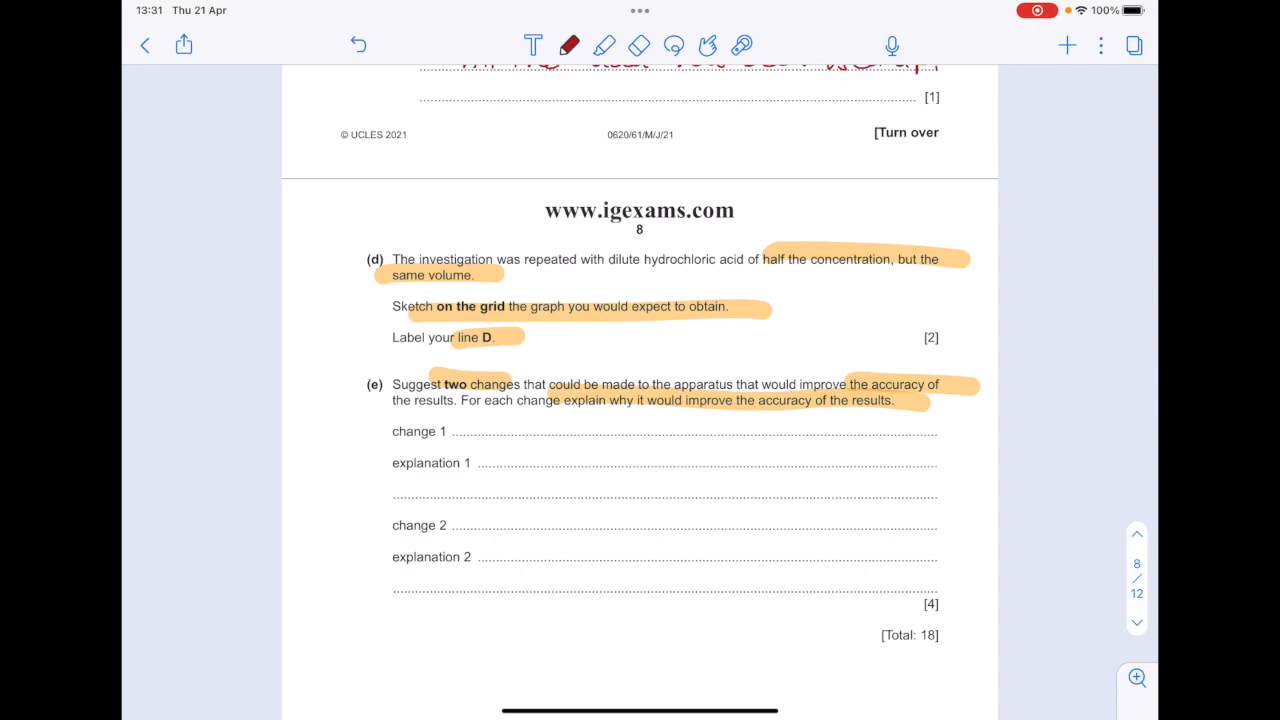 13:31 Thu 21 Apr
100%
[1]
© UCLES 2021
0620/61/M/J/21
[Turn over
www.igexams.com
8
(d) The investigation was repeated with dilute hydrochloric acid of half the concentration, but the
same volume.
Sketch on the grid the graph you would expect to obtain.
Label your line D.
[2]
(e) Suggest two changes that could be made to the apparatus that would improve the accuracy of
the results. For each change explain why it would improve the accuracy of the results.
change 1
explanation 1
change 2
explanation 2
[4]
[Total: 18]
8
/
12